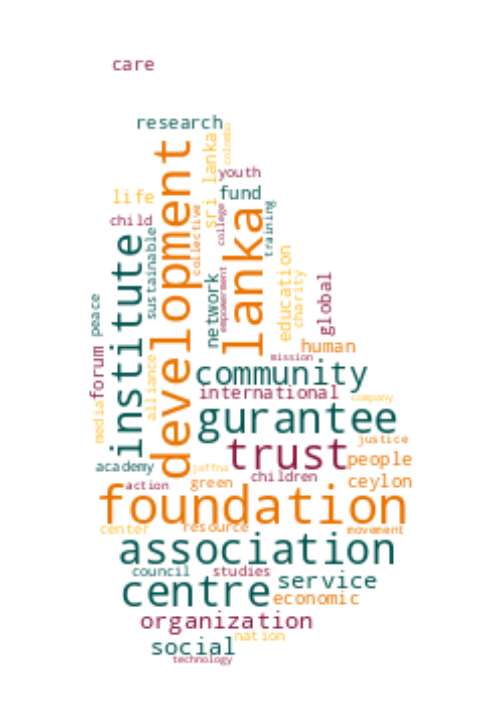 care
research
colombo
development
sri lanka
youth
life
fund
child
college
training
collective
lanka
institute
sustainable
education
charity
empowerment
network
global
peace
human
forum
mission
alliance
community
international
company
media
gurantee
trust
justice
people
academy
jaffna
children
ceylon
action
green
foundation
center
resource
movement
association
council
studies
service
centre
economic
organization
nation
social
technology